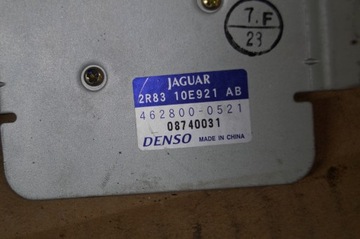 7.F
23
JAGUAR
2R83 10E921 AB
462800-0521
08740031
DENSO MADE IN CHINA